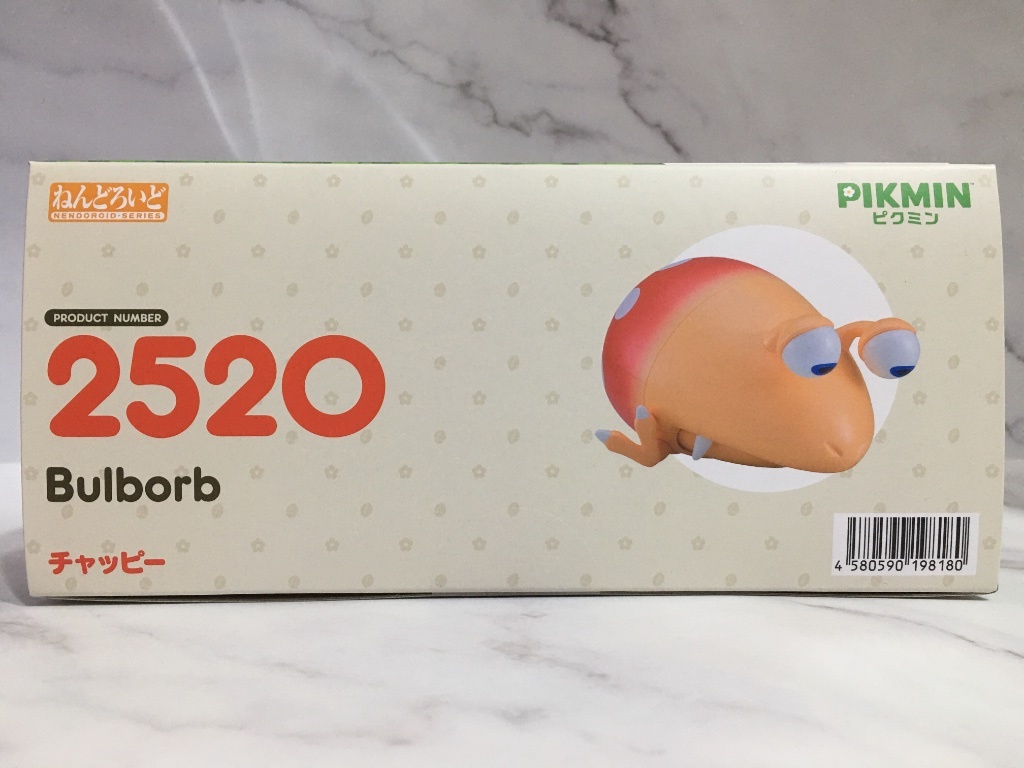 ねんどろいど
NENDOROID-SERIES
PIKMIN™
ピクミン
PRODUCT NUMBER
2520
Bulborb
チャッピー
4 580590 198180